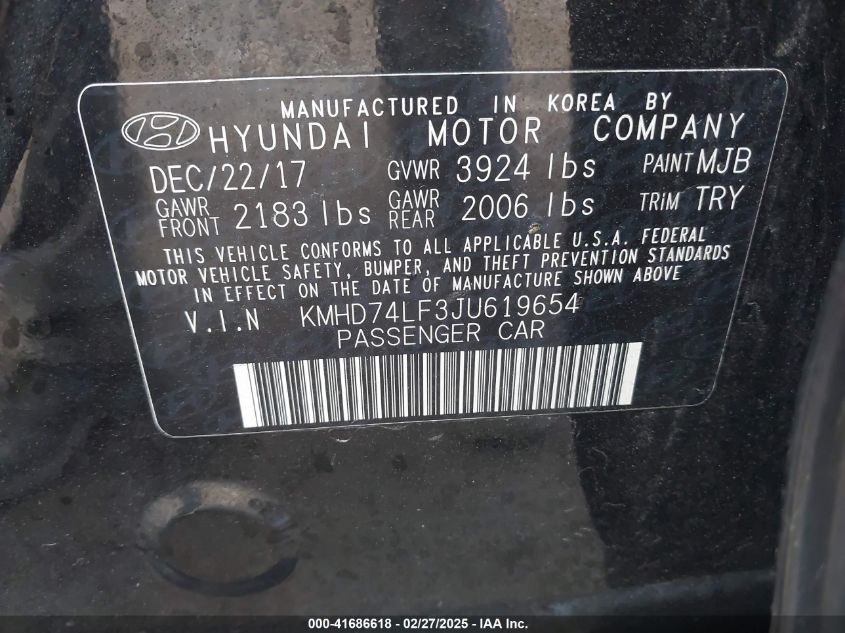 MANUFACTURED IN KOREA BY
HYUNDAI MOTOR COMPANY
DEC/22/17 GVWR 3924 lbs PAINT MJB
GAWR FRONT 2183 lbs GAWR REAR 2006 lbs TRiM TRY
THIS VEHICLE CONFORMS TO ALL APPLICABLE U.S.A. FEDERAL
MOTOR VEHICLE SAFETY, BUMPER, AND THEFT PREVENTION STANDARDS
IN EFFECT ON THE DATE OF MANUFACTURE SHOWN ABOVE
V.I.N KMHD74LF3JU619654
PASSENGER CAR
000-41686618 - 02/27/2025 - IAA Inc.